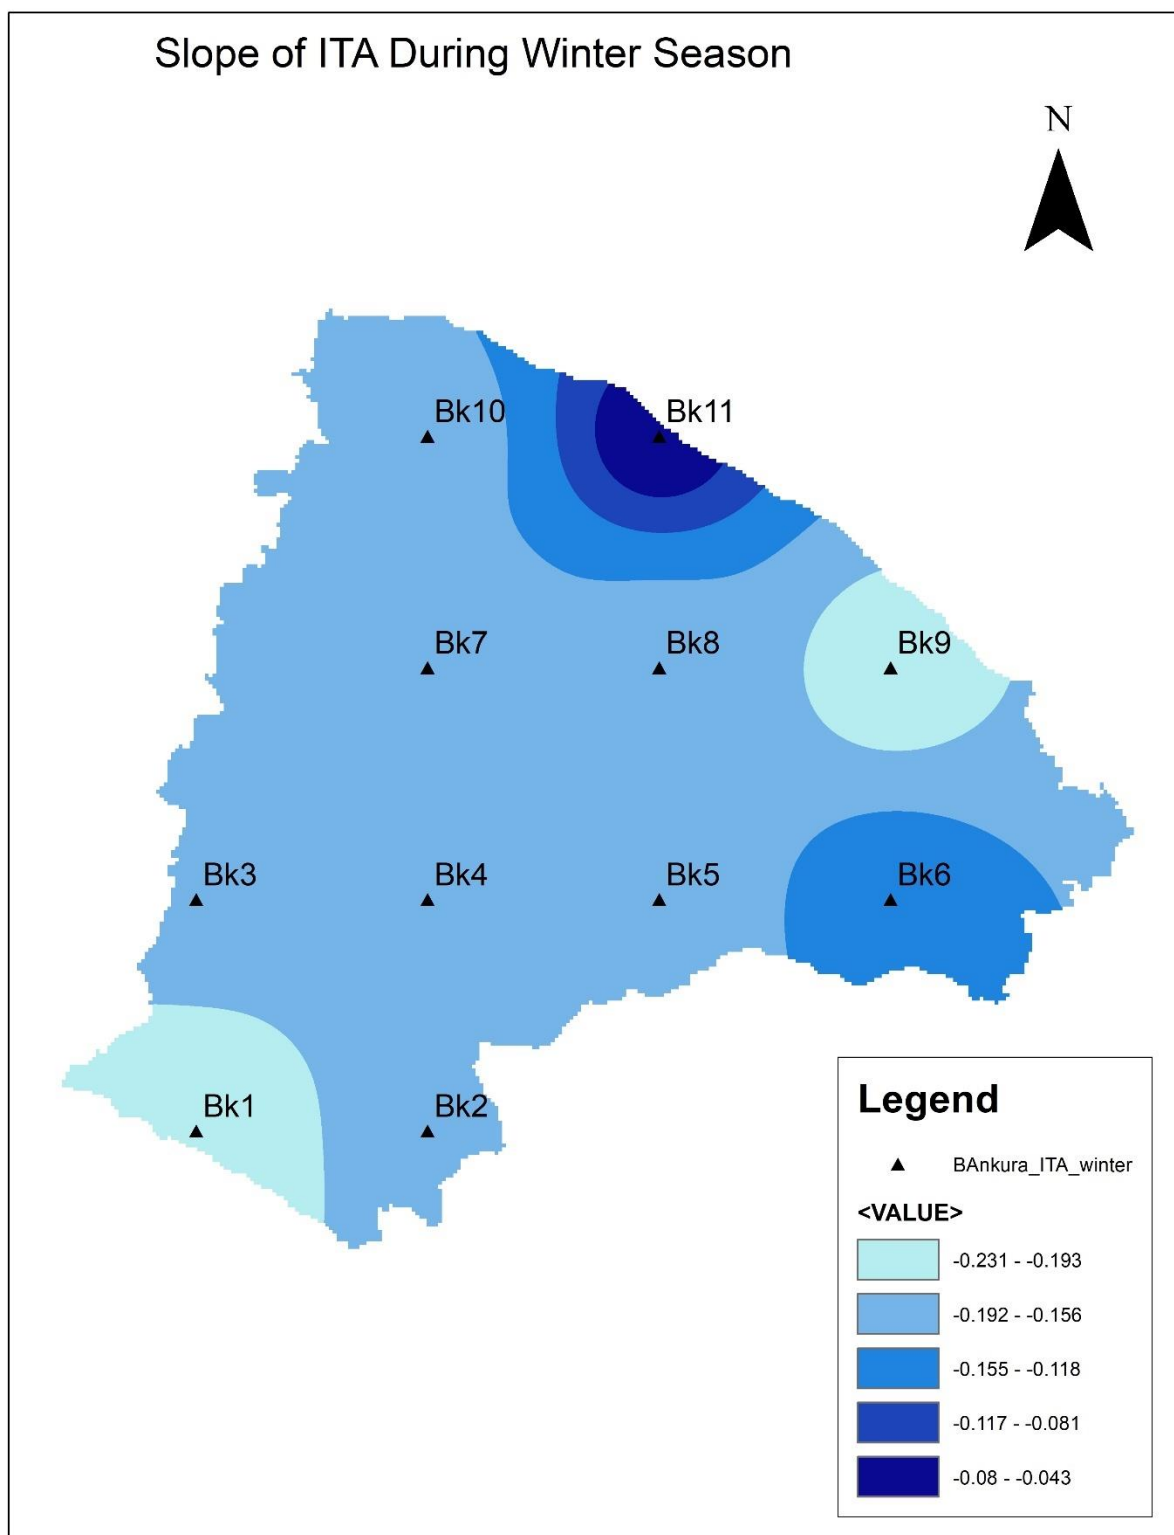 Slope of ITA During Winter Season
N
Bk10
Bk11
Bk7
Bk8
Bk9
Bk3
Bk4
Bk5
Bk6
Bk1
Bk2
Legend
BAnkura_ITA_winter
<VALUE>
-0.231 - -0.193
-0.192 - -0.156
-0.155 - -0.118
-0.117 - -0.081
-0.08 - -0.043